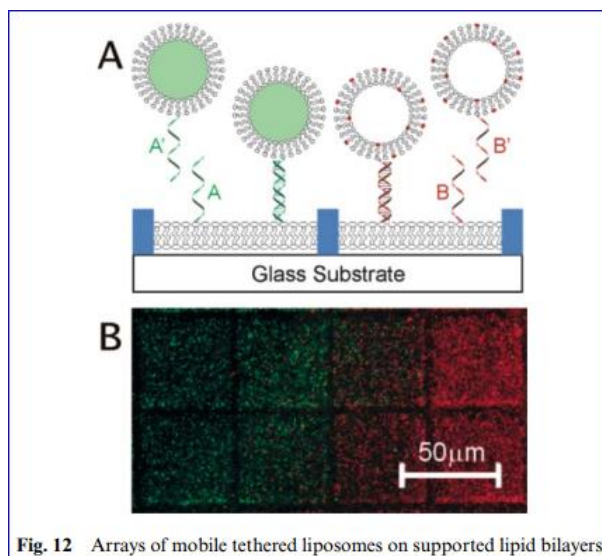 A
A'
A
B'
B
Glass Substrate
B
50μm
Fig. 12 Arrays of mobile tethered liposomes on supported lipid bilayers